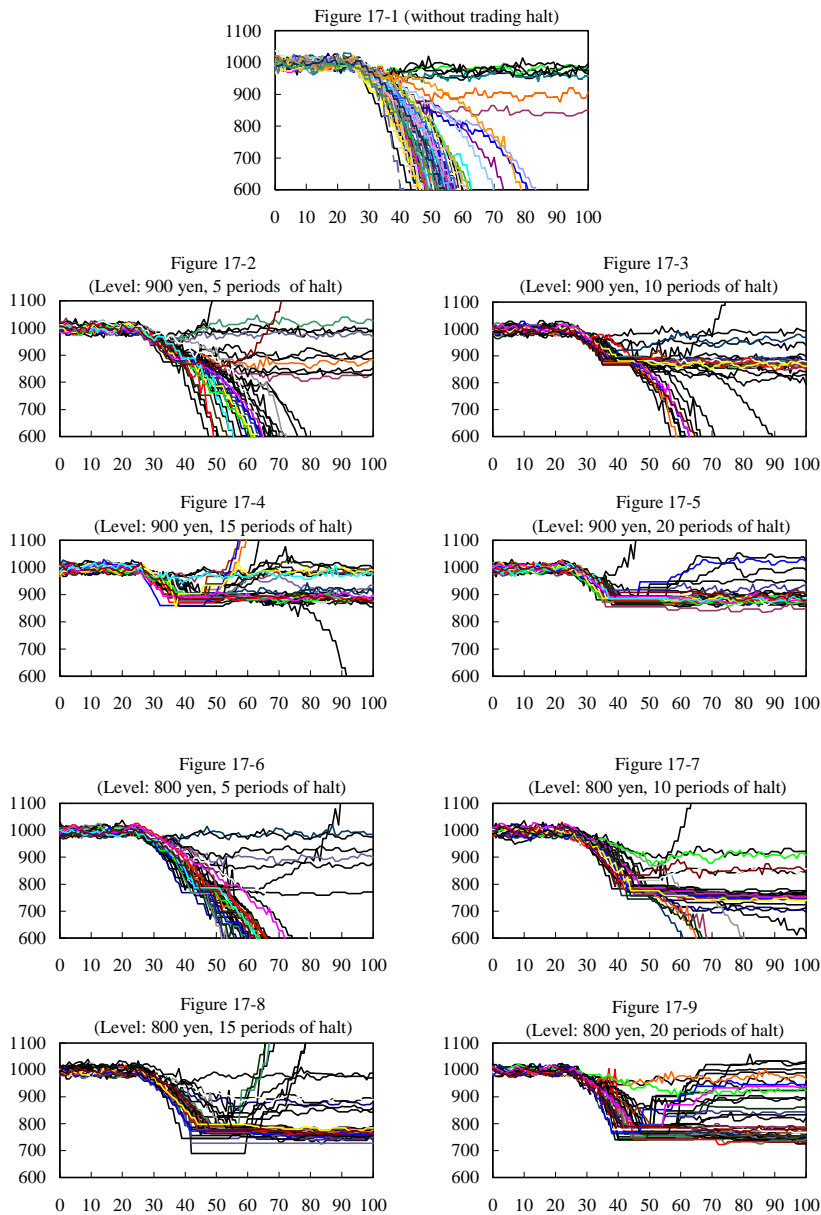 Figure 17-1 (without trading halt)
1100
1000
900
800
700
600
0 10 20 30 40 50 60 70 80 90 100
Figure 17-2
(Level: 900 yen, 5 periods of halt)
1100
1000
900
800
700
600
0 10 20 30 40 50 60 70 80 90 100
Figure 17-3
(Level: 900 yen, 10 periods of halt)
1100
1000
900
800
700
600
0 10 20 30 40 50 60 70 80 90 100
Figure 17-4
(Level: 900 yen, 15 periods of halt)
1100
1000
900
800
700
600
0 10 20 30 40 50 60 70 80 90 100
Figure 17-5
(Level: 900 yen, 20 periods of halt)
1100
1000
900
800
700
600
0 10 20 30 40 50 60 70 80 90 100
Figure 17-6
(Level: 800 yen, 5 periods of halt)
1100
1000
900
800
700
600
0 10 20 30 40 50 60 70 80 90 100
Figure 17-7
(Level: 800 yen, 10 periods of halt)
1100
1000
900
800
700
600
0 10 20 30 40 50 60 70 80 90 100
Figure 17-8
(Level: 800 yen, 15 periods of halt)
1100
1000
900
800
700
600
0 10 20 30 40 50 60 70 80 90 100
Figure 17-9
(Level: 800 yen, 20 periods of halt)
1100
1000
900
800
700
600
0 10 20 30 40 50 60 70 80 90 100